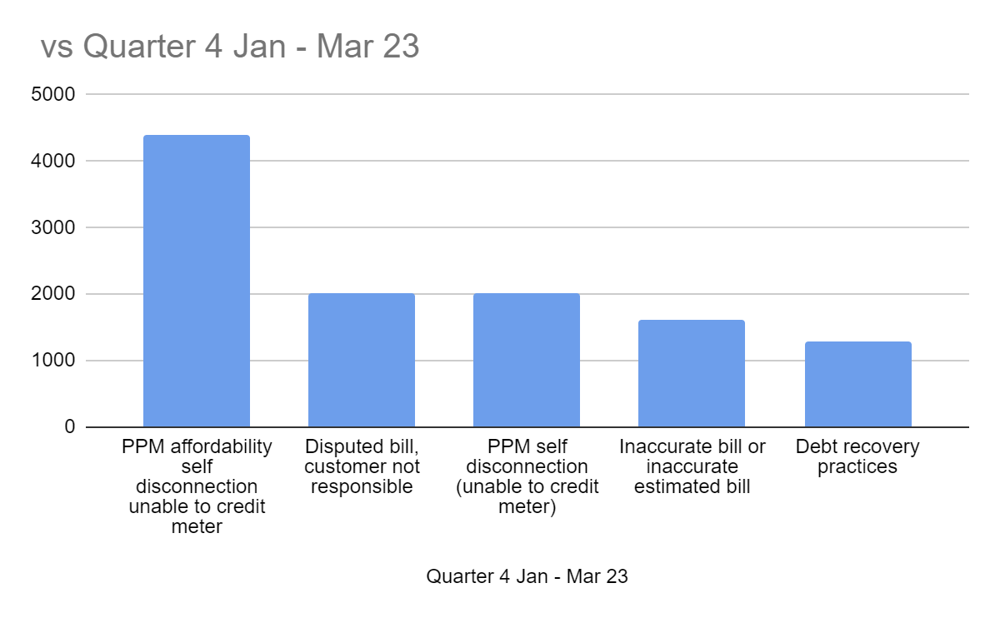 vs Quarter 4 Jan - Mar 23
5000
4000
3000
2000
1000
0
PPM affordability
self
disconnection
unable to credit
meter
Disputed bill,
customer not
responsible
PPM self
disconnection
(unable to credit
meter)
Inaccurate bill or
inaccurate
estimated bill
Debt recovery
practices
Quarter 4 Jan - Mar 23